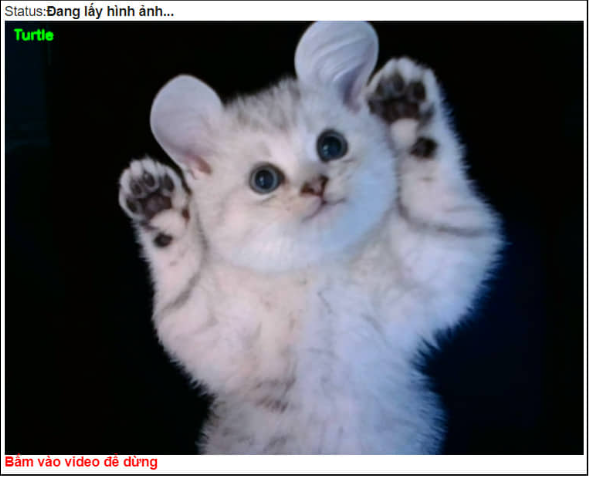 Status:Đang lấy hình ảnh...
Turtle
Bấm vào video để dừng